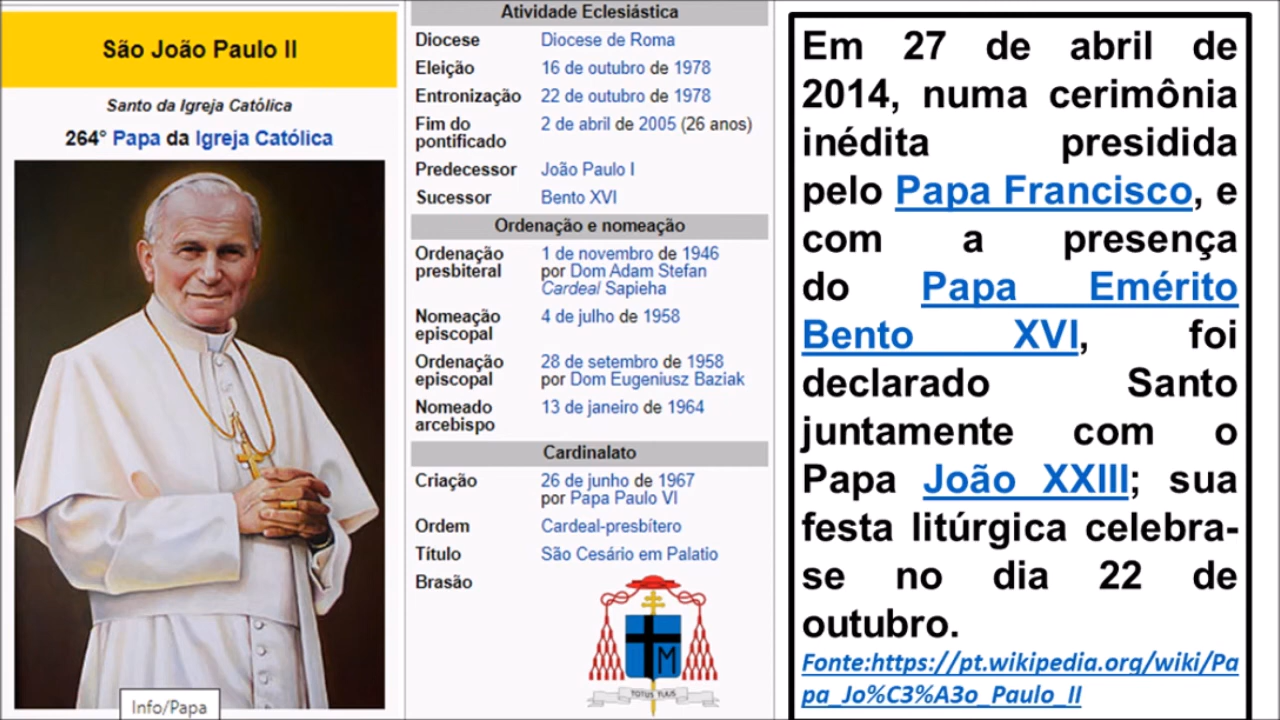 São João Paulo II
Santo da Igreja Católica
264° Papa da Igreja Católica
Info/Papa
Atividade Eclesiástica
Diocese Diocese de Roma
Eleição 16 de outubro de 1978
Entronização 22 de outubro de 1978
Fim do 2 de abril de 2005 (26 anos)
pontificado
Predecessor João Paulo I
Sucessor Bento XVI
Ordenação e nomeação
Ordenação 1 de novembro de 1946
presbiteral por Dom Adam Stefan
Cardeal Sapieha
Nomeação 4 de julho de 1958
episcopal
Ordenação 28 de setembro de 1958
episcopal por Dom Eugeniusz Baziak
Nomeado 13 de janeiro de 1964
arcebispo
Cardinalato
Criação 26 de junho de 1967
por Papa Paulo VI
Ordem Cardeal-presbítero
Título São Cesário em Palatio
Brasão
M
TOTUS TUUS
Em 27 de abril de
2014, numa cerimônia
inédita presidida
pelo Papa Francisco, e
com a presença
do Papa Emérito
Bento XVI, foi
declarado Santo
juntamente com o
Papa João XXIII; sua
festa litúrgica celebra-
se no dia 22 de
outubro.
Fonte:https://pt.wikipedia.org/wiki/Pa
pa_Jo%C3%A3o_Paulo_II